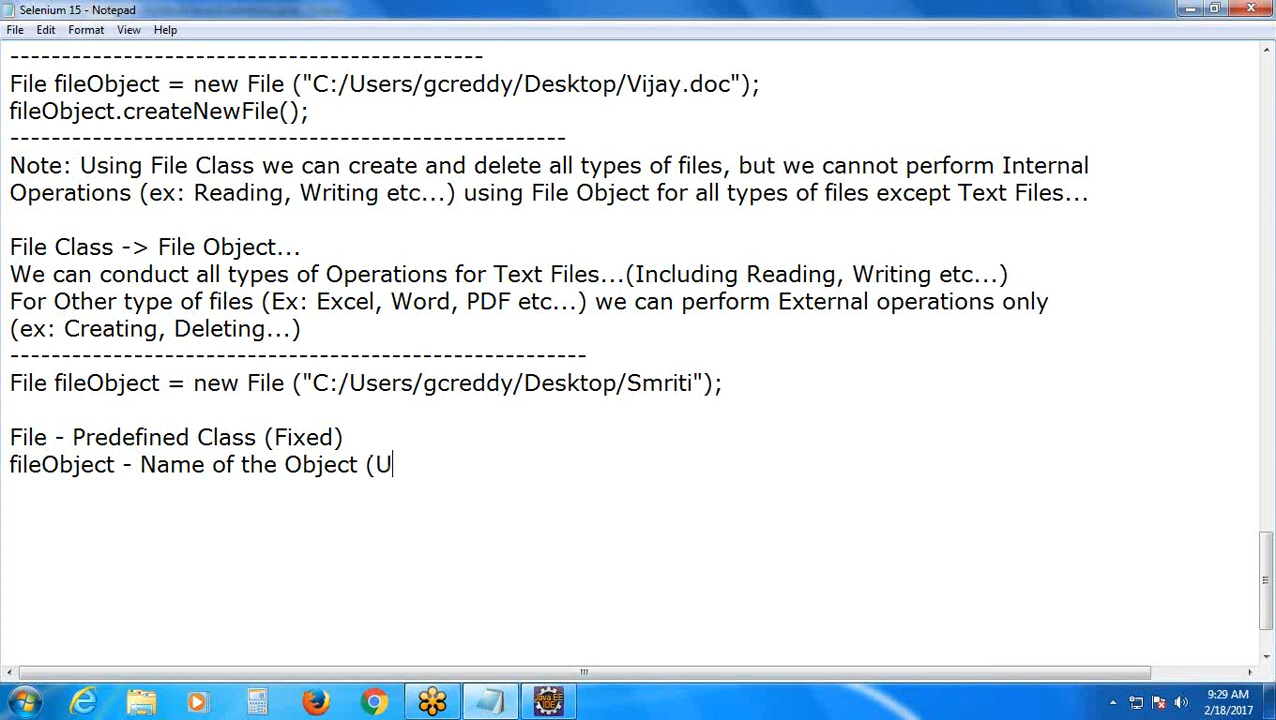 Selenium 15 - Notepad
File Edit Format View Help
----------------------------------------------
File fileObject = new File ("C:/Users/gcreddy/Desktop/Vijay.doc");
fileObject.createNewFile();
------------------------------------------------------
Note: Using File Class we can create and delete all types of files, but we cannot perform Internal
Operations (ex: Reading, Writing etc...) using File Object for all types of files except Text Files...
File Class -> File Object...
We can conduct all types of Operations for Text Files...(Including Reading, Writing etc...)
For Other type of files (Ex: Excel, Word, PDF etc...) we can perform External operations only
(ex: Creating, Deleting...)
--------------------------------------------------------
File fileObject = new File ("C:/Users/gcreddy/Desktop/Smriti");
File - Predefined Class (Fixed)
fileObject - Name of the Object (U
Java EE
IDE
9:29 AM
2/18/2017